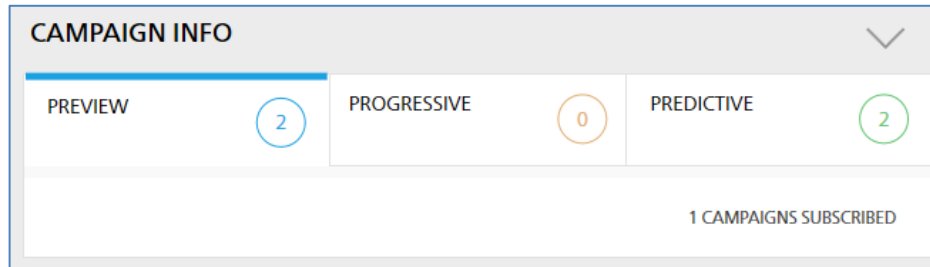 CAMPAIGN INFO
PREVIEW 2 PROGRESSIVE 0 PREDICTIVE 2
1 CAMPAIGNS SUBSCRIBED